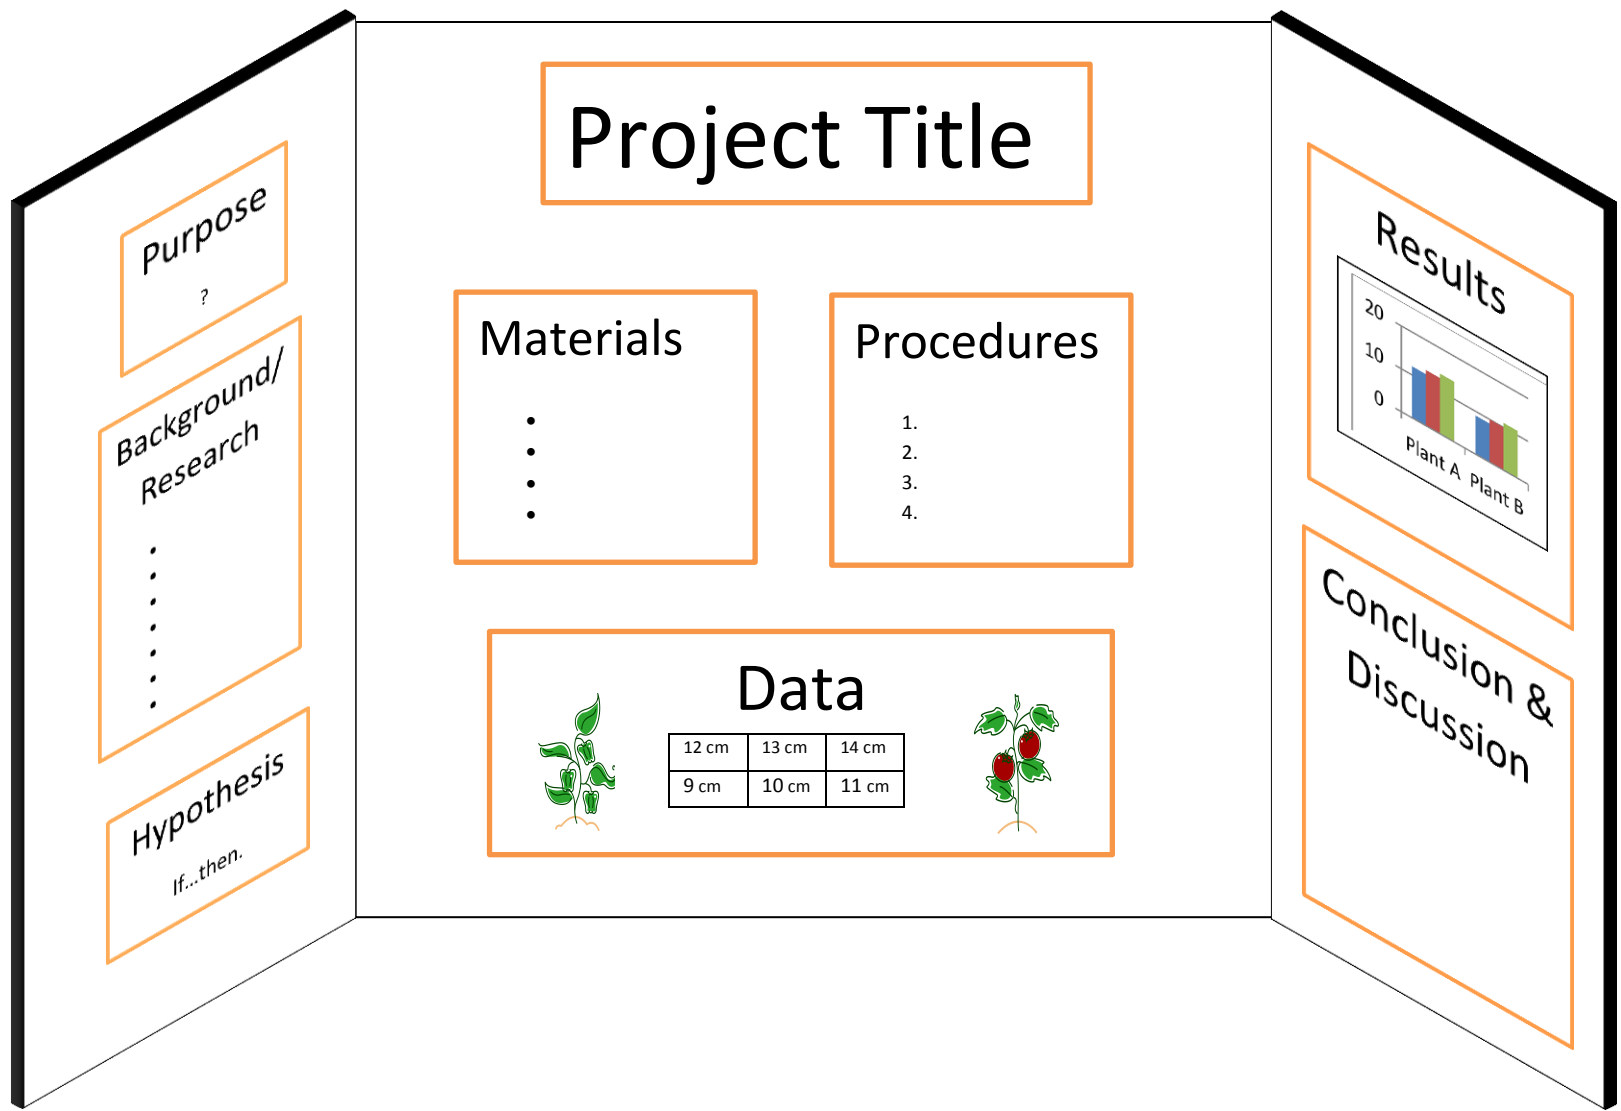 Purpose
?
Background/
Research
•
•
•
•
•
•
•
Hypothesis
If...then.
Project Title
Materials
•
•
•
•
Procedures
1.
2.
3.
4.
Data
12 cm 13 cm 14 cm
9 cm 10 cm 11 cm
Results
20
10
0
Plant A Plant B
Conclusion &
Discussion